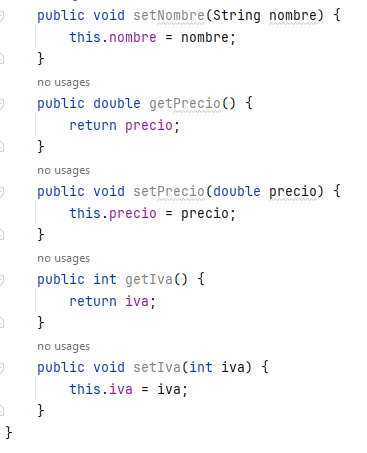 public void setNombre(String nombre) {
this.nombre = nombre;
}
no usages
public double getPrecio() {
return precio;
}
no usages
public void setPrecio(double precio) {
this.precio = precio;
}
no usages
public int getIva() {
return iva;
}
no usages
public void setIva(int iva) {
this.iva = iva;
}
}